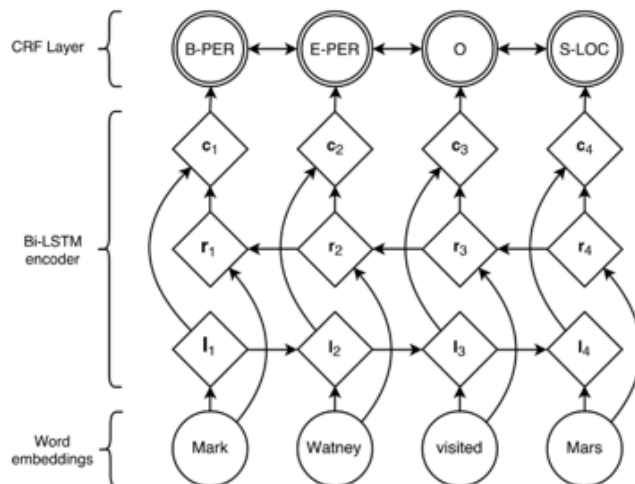 CRF Layer
B-PER E-PER O S-LOC
c1 c2 c3 c4
Bi-LSTM
encoder
r1 r2 r3 r4
l1 l2 l3 l4
Word
embeddings
Mark Watney visited Mars